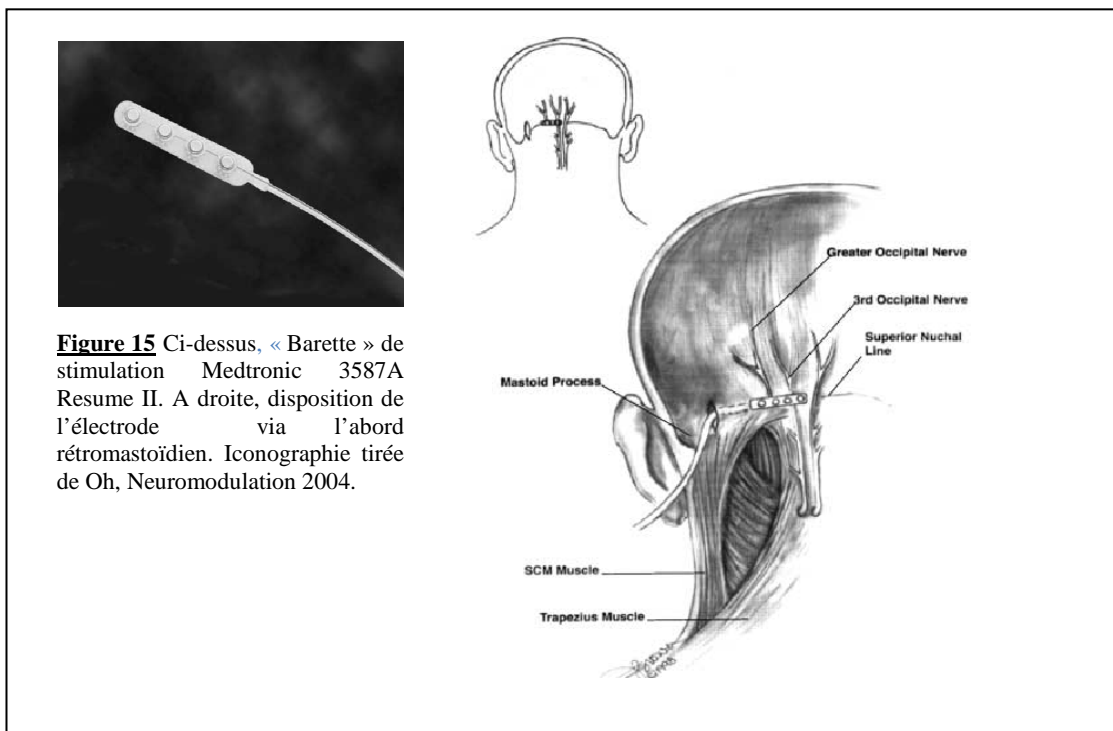 Figure 15 Ci-dessus, « Barette » de
stimulation Medtronic 3587A
Resume II. A droite, disposition de
l’électrode via l’abord
rétromastoïdien. Iconographie tirée
de Oh, Neuromodulation 2004.
Greater Occipital Nerve
3rd Occipital Nerve
Superior Nuchal
Line
Mastoid Process
SCM Muscle
Trapezius Muscle